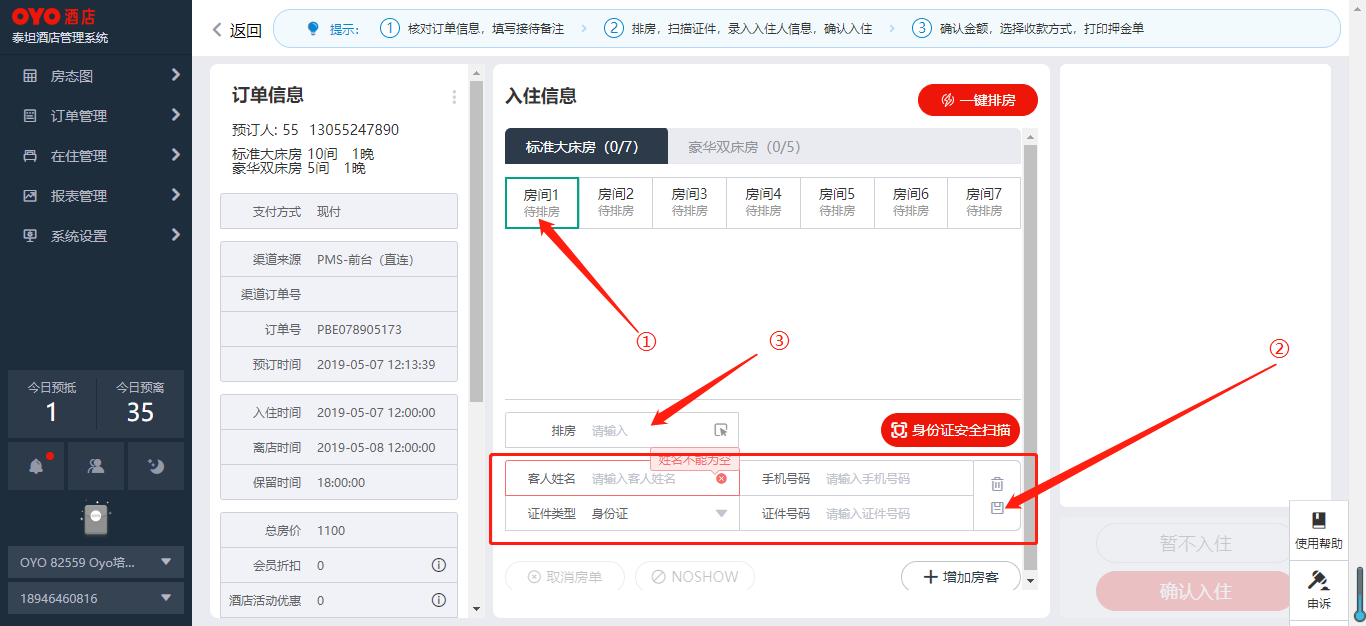 OYO 酒店
泰坦酒店管理系统
房态图
订单管理
在住管理
报表管理
系统设置
今日预抵
1
今日预离
35
OYO 82559 Oyo培...
18946460816
返回
提示:
① 核对订单信息，填写接待备注
② 排房，扫描证件，录入入住人信息，确认入住
③ 确认金额，选择收款方式，打印押金单
订单信息
预订人: 55 13055247890
标准大床房 10间 1晚
豪华双床房 5间 1晚
支付方式 现付
渠道来源 PMS-前台（直连）
渠道订单号
订单号 PBE078905173
预订时间 2019-05-07 12:13:39
入住时间 2019-05-07 12:00:00
离店时间 2019-05-08 12:00:00
保留时间 18:00:00
总房价 1100
会员折扣 0
酒店活动优惠 0
入住信息
一键排房
标准大床房（0/7）
豪华双床房（0/5）
房间1
待排房
房间2
待排房
房间3
待排房
房间4
待排房
房间5
待排房
房间6
待排房
房间7
待排房
①
③
②
排房 请输入
身份证安全扫描
姓名不能为空
客人姓名 请输入客人姓名
手机号码 请输入手机号码
证件类型 身份证
证件号码 请输入证件号码
取消房单
NOSHOW
增加房客
暂不入住
确认入住
使用帮助
申诉